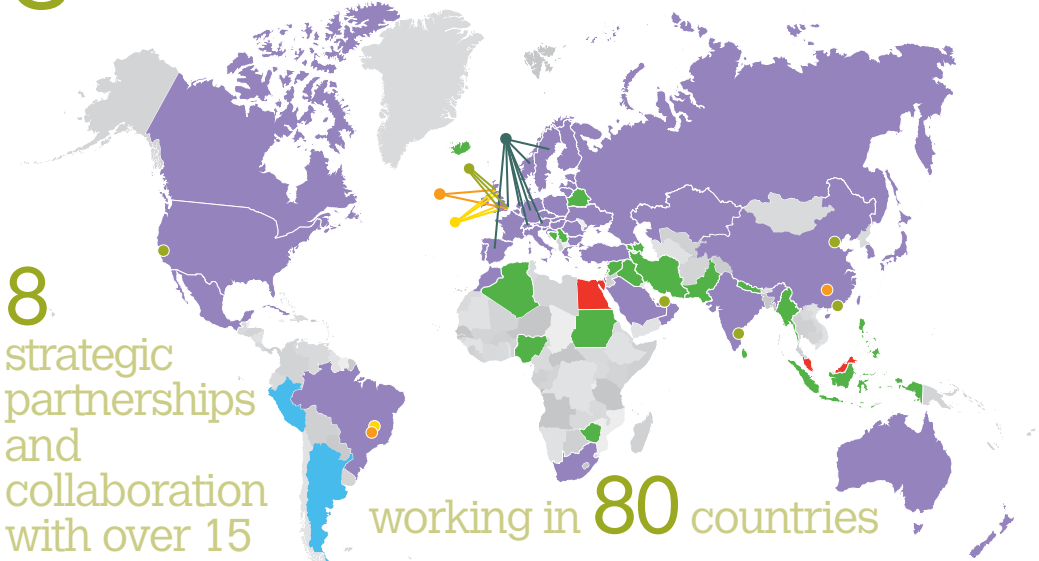 8
strategic
partnerships
and
collaboration
with over 15
working in 80 countries